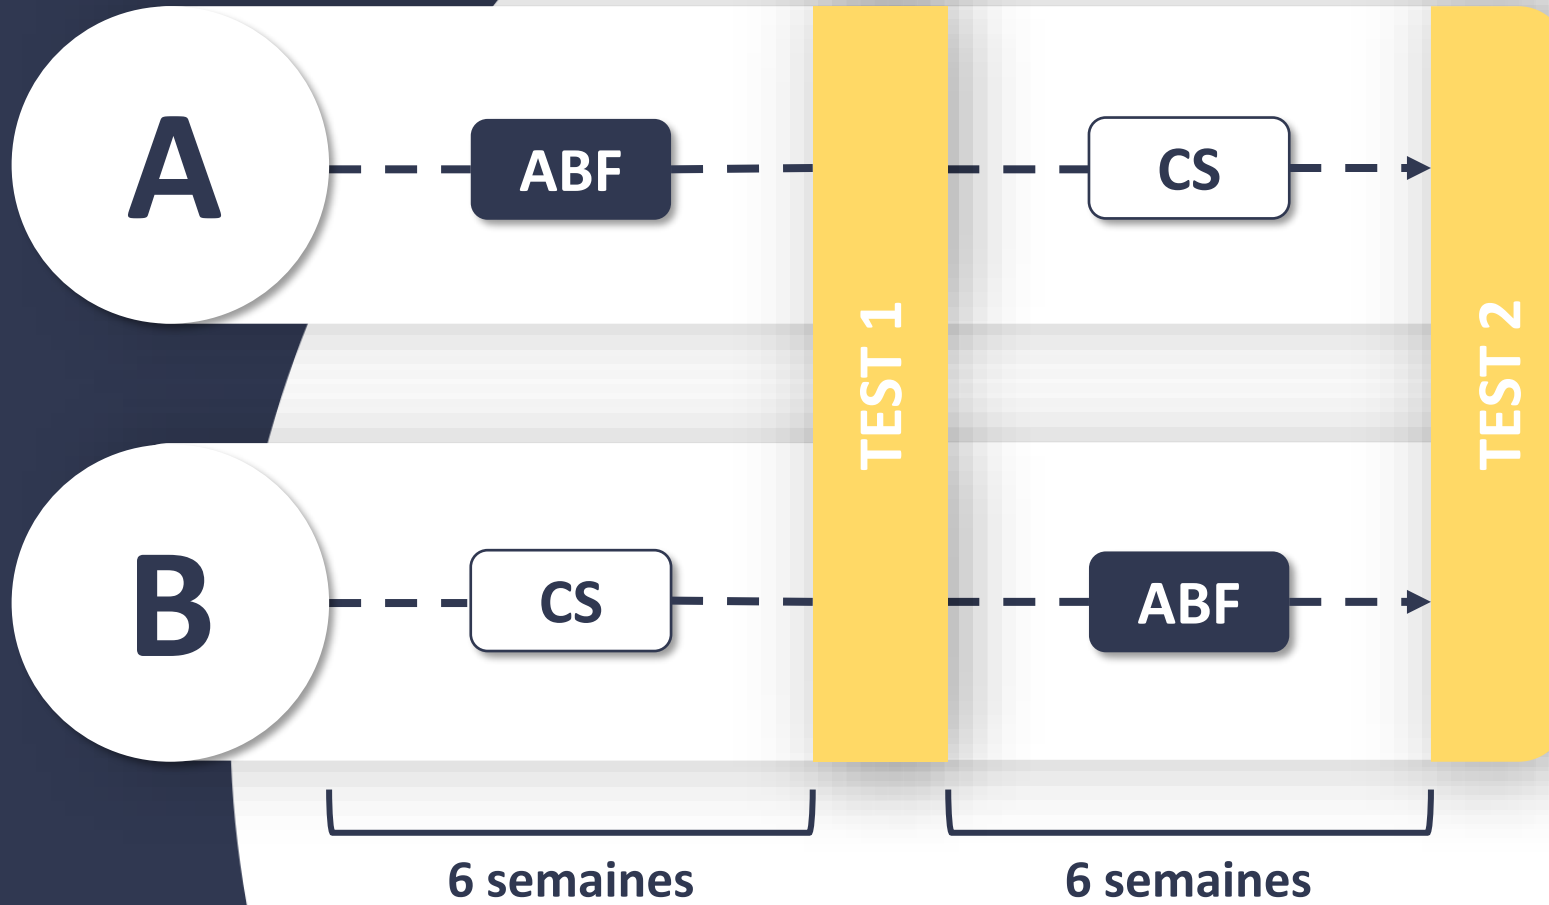 A
ABF
TEST 1
CS
TEST 2
B
CS
ABF
6 semaines
6 semaines